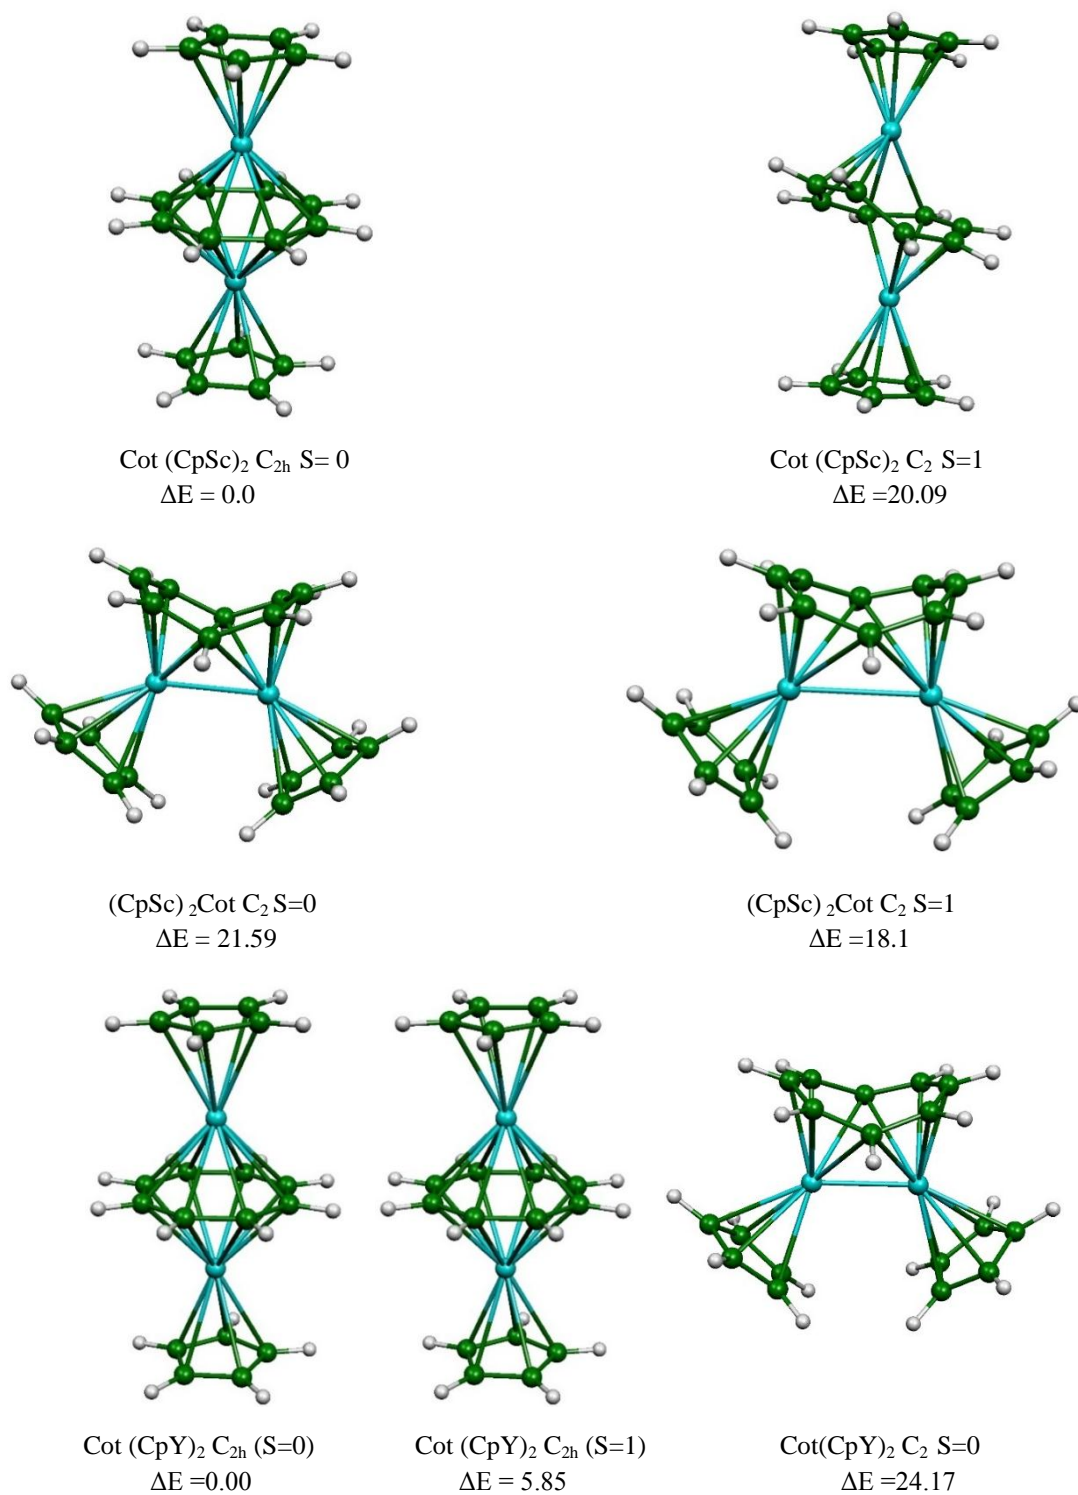 Cot (CpSc)₂ C₂ₕ S= 0
ΔE = 0.0
Cot (CpSc)₂ C₂ S=1
ΔE =20.09
(CpSc) ₂Cot C₂ S=0
ΔE = 21.59
(CpSc) ₂Cot C₂ S=1
ΔE =18.1
Cot (CpY)₂ C₂ₕ (S=0)
ΔE =0.00
Cot (CpY)₂ C₂ₕ (S=1)
ΔE = 5.85
Cot(CpY)₂ C₂ S=0
ΔE =24.17